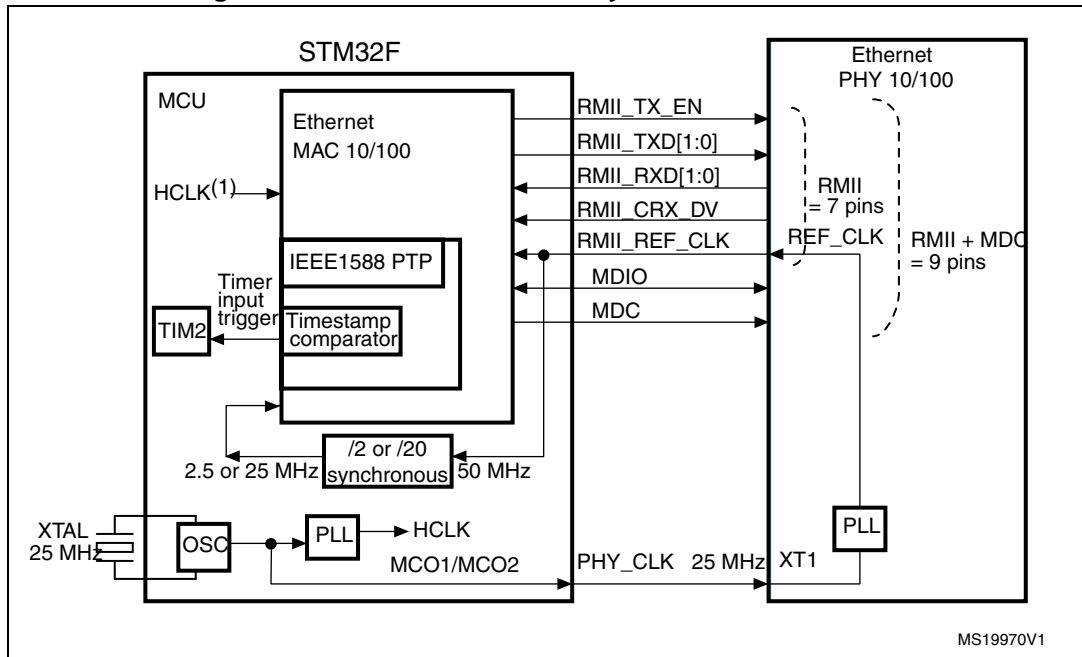 STM32F
MCU
Ethernet
MAC 10/100
HCLK(1)
IEEE1588 PTP
Timer
input
trigger
TIM2
Timestamp
comparator
/2 or /20
synchronous
2.5 or 25 MHz
50 MHz
XTAL
25 MHz
OSC
PLL
HCLK
MCO1/MCO2
RMII_TX_EN
RMII_TXD[1:0]
RMII_RXD[1:0]
RMII_CRX_DV
RMII_REF_CLK
MDIO
MDC
PHY_CLK 25 MHz
Ethernet
PHY 10/100
RMII
= 7 pins
REF_CLK
RMII + MDC
= 9 pins
PLL
XT1
MS19970V1